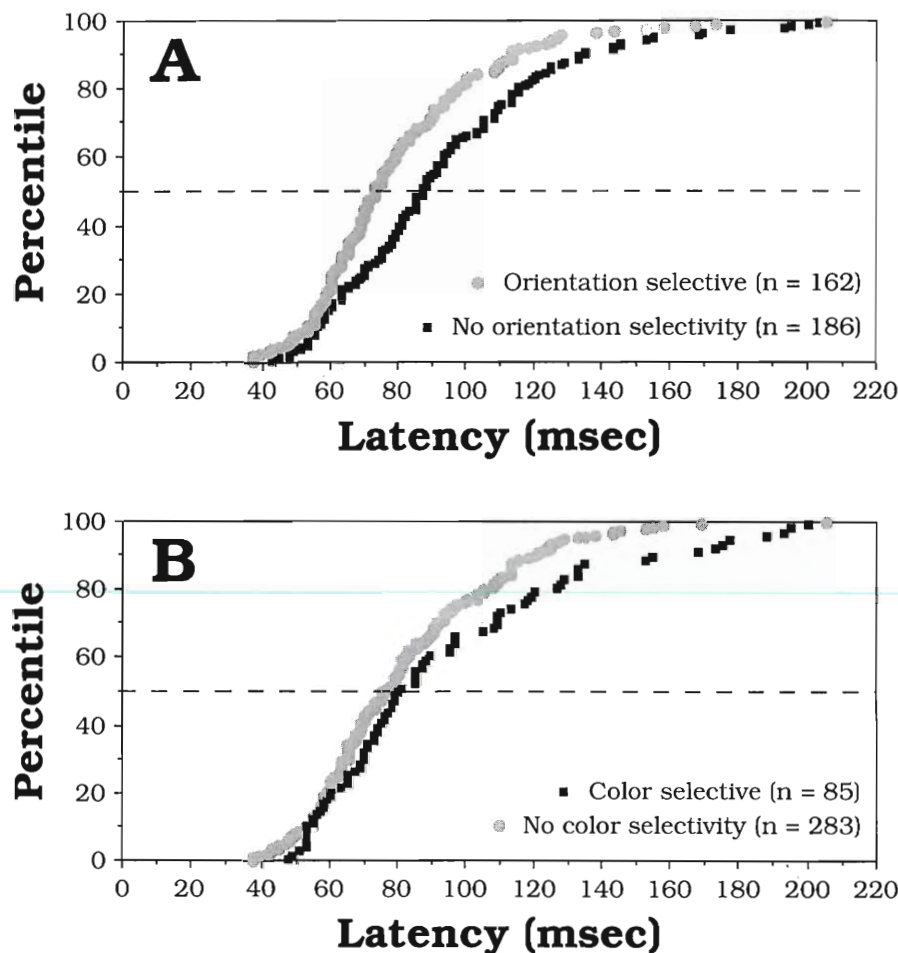 A
Percentile
100
80
60
40
20
0
Orientation selective (n = 162)
No orientation selectivity (n = 186)
0 20 40 60 80 100 120 140 160 180 200 220
Latency (msec)
B
Percentile
100
80
60
40
20
0
Color selective (n = 85)
No color selectivity (n = 283)
0 20 40 60 80 100 120 140 160 180 200 220
Latency (msec)